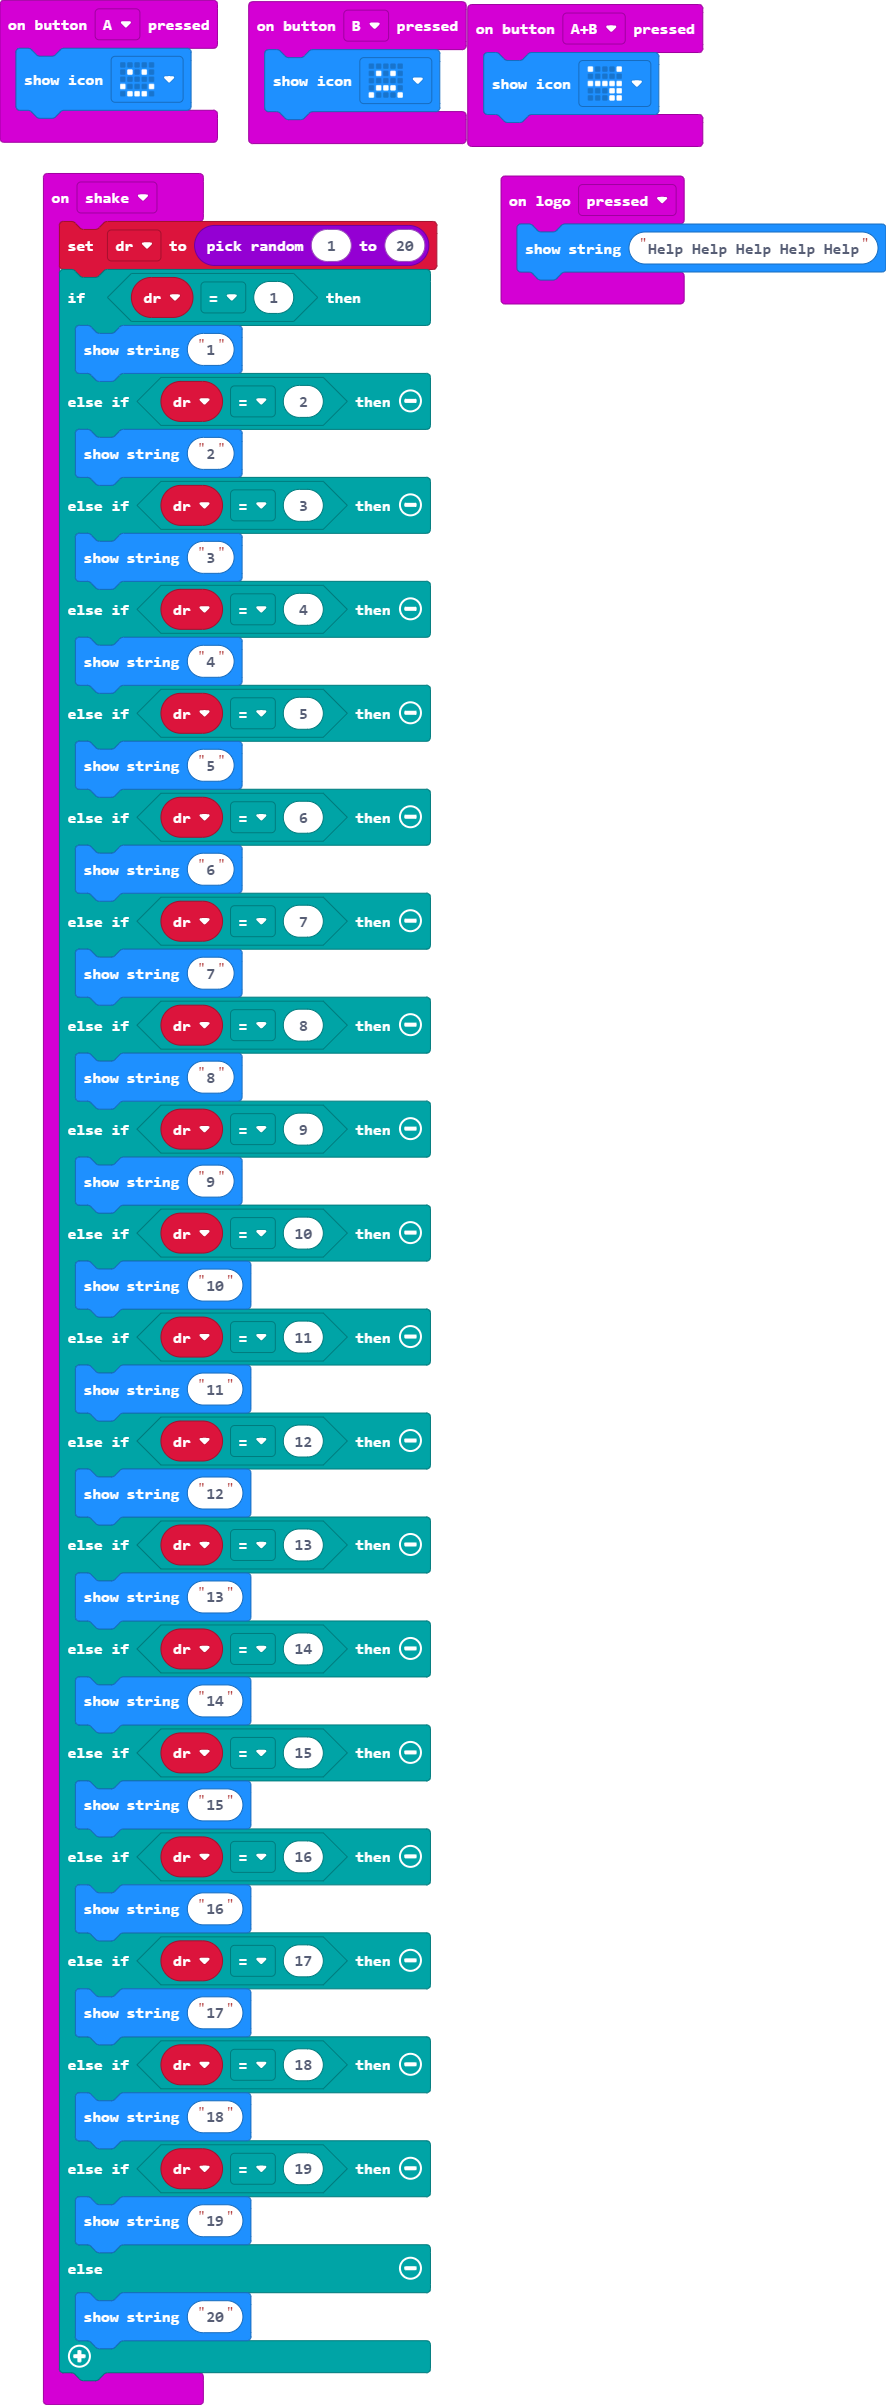 on button A pressed
show icon
on button B pressed
show icon
on button A+B pressed
show icon
on shake
set dr to pick random 1 to 20
if dr = 1 then
show string "1"
else if dr = 2 then
show string "2"
else if dr = 3 then
show string "3"
else if dr = 4 then
show string "4"
else if dr = 5 then
show string "5"
else if dr = 6 then
show string "6"
else if dr = 7 then
show string "7"
else if dr = 8 then
show string "8"
else if dr = 9 then
show string "9"
else if dr = 10 then
show string "10"
else if dr = 11 then
show string "11"
else if dr = 12 then
show string "12"
else if dr = 13 then
show string "13"
else if dr = 14 then
show string "14"
else if dr = 15 then
show string "15"
else if dr = 16 then
show string "16"
else if dr = 17 then
show string "17"
else if dr = 18 then
show string "18"
else if dr = 19 then
show string "19"
else
show string "20"
on logo pressed
show string "Help Help Help Help Help"